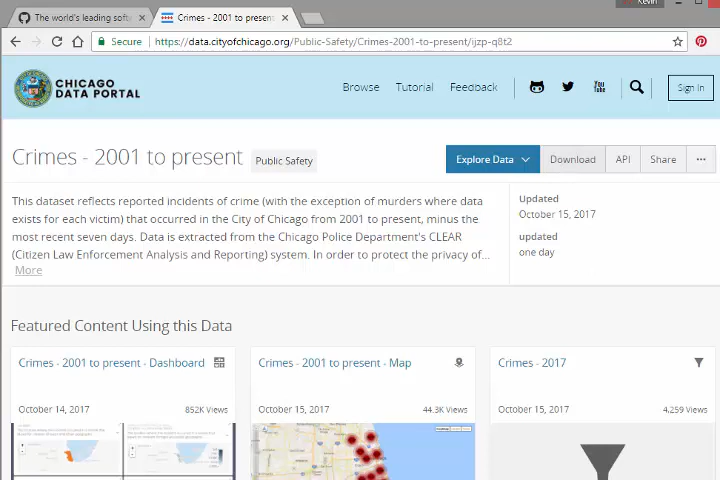 Kevin
The world's leading softw
Crimes - 2001 to present
Secure
https://data.cityofchicago.org/Public-Safety/Crimes-2001-to-present/ijzp-q8t2
CHICAGO
DATA PORTAL
Browse
Tutorial
Feedback
You
Tube
Sign In
Crimes - 2001 to present
Public Safety
Explore Data
Download
API
Share
...
This dataset reflects reported incidents of crime (with the exception of murders where data
exists for each victim) that occurred in the City of Chicago from 2001 to present, minus the
most recent seven days. Data is extracted from the Chicago Police Department's CLEAR
(Citizen Law Enforcement Analysis and Reporting) system. In order to protect the privacy of...
More
Updated
October 15, 2017
updated
one day
Featured Content Using this Data
Crimes - 2001 to present - Dashboard
October 14, 2017
852K Views
Crimes - 2001 to present - Map
October 15, 2017
44.3K Views
Crimes - 2017
October 15, 2017
4,259 Views